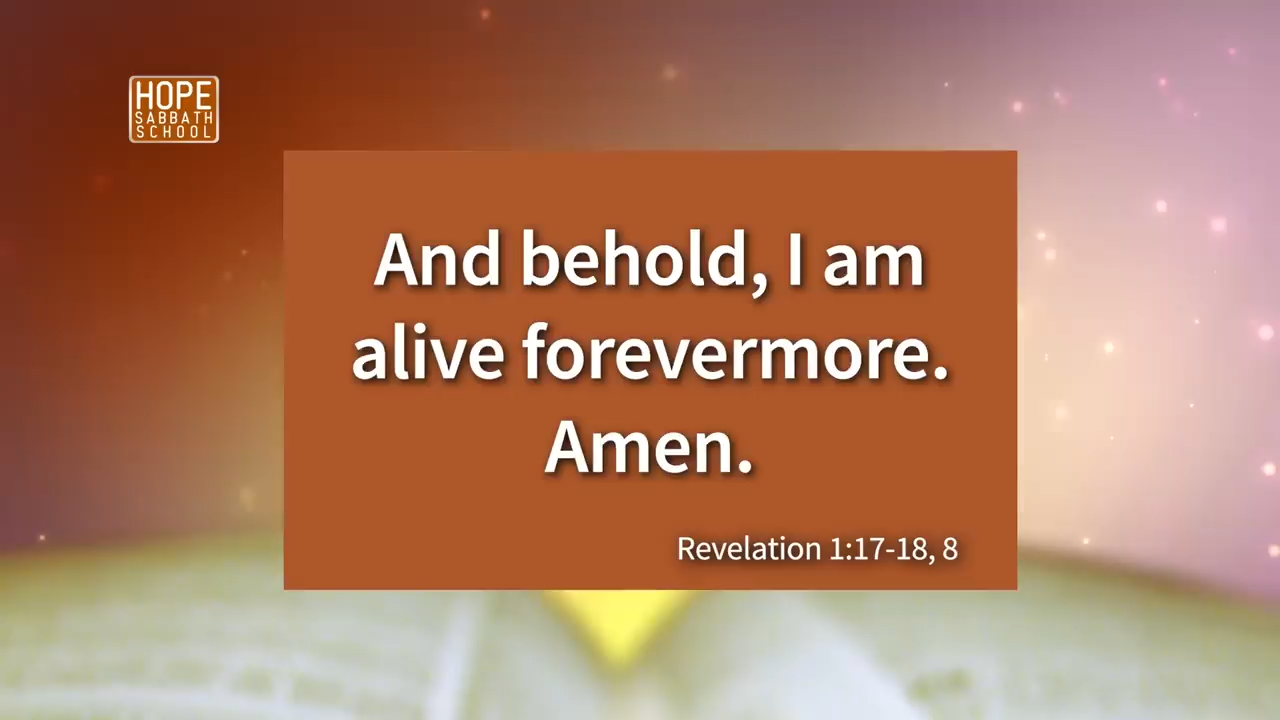 HOPE
SABBATH
SCHOOL
And behold, I am
alive forevermore.
Amen.
Revelation 1:17-18, 8